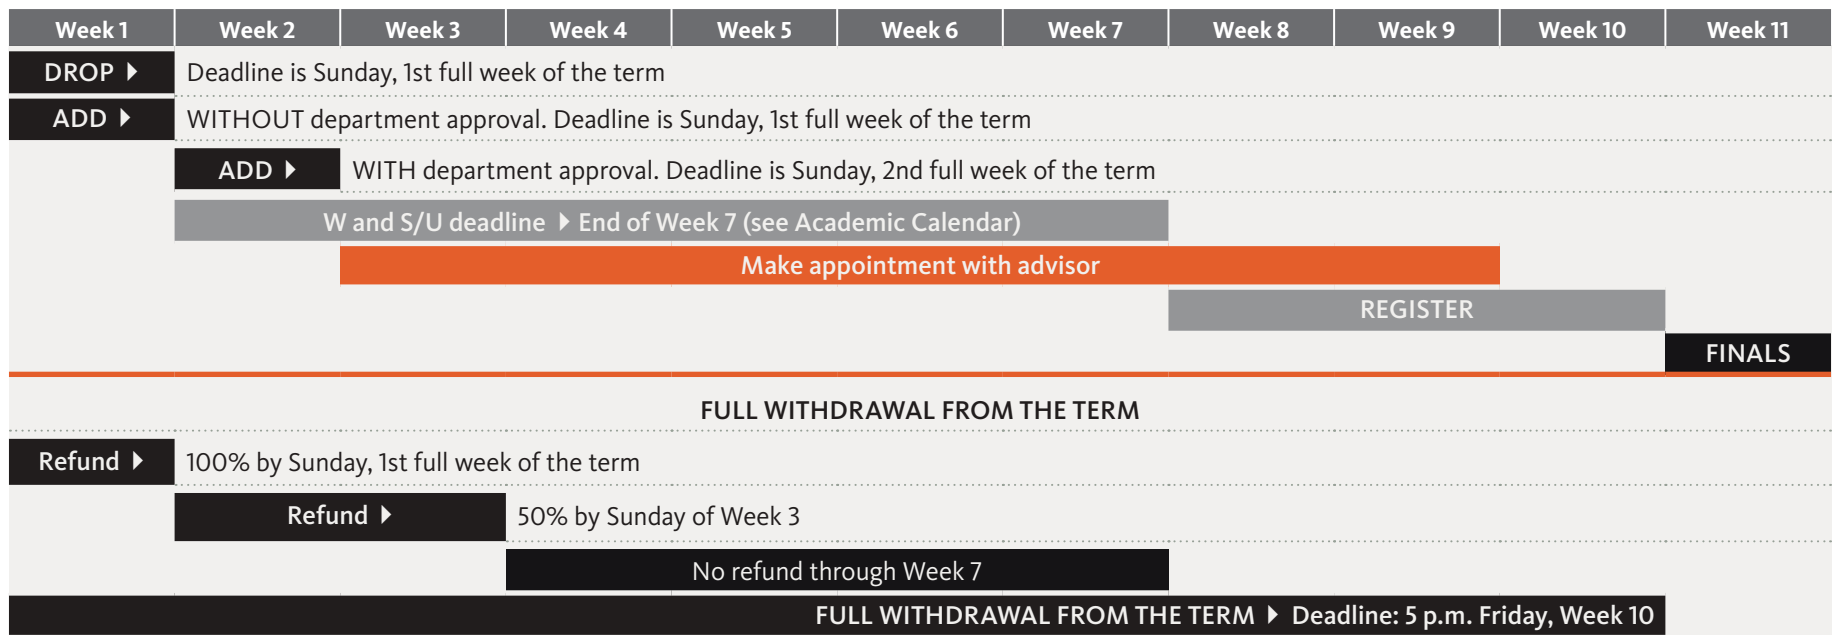 Week 1 Week 2 Week 3 Week 4 Week 5 Week 6 Week 7 Week 8 Week 9 Week 10 Week 11
DROP ▸ Deadline is Sunday, 1st full week of the term
ADD ▸ WITHOUT department approval. Deadline is Sunday, 1st full week of the term
ADD ▸ WITH department approval. Deadline is Sunday, 2nd full week of the term
W and S/U deadline ▸ End of Week 7 (see Academic Calendar)
Make appointment with advisor
REGISTER
FINALS
FULL WITHDRAWAL FROM THE TERM
Refund ▸ 100% by Sunday, 1st full week of the term
Refund ▸ 50% by Sunday of Week 3
No refund through Week 7
FULL WITHDRAWAL FROM THE TERM ▸ Deadline: 5 p.m. Friday, Week 10